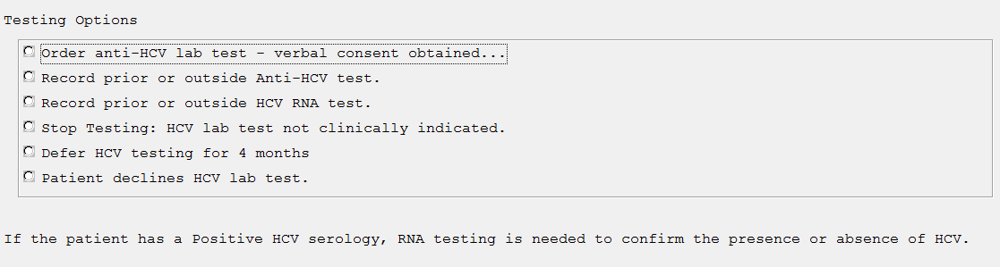 Testing Options
Order anti-HCV lab test - verbal consent obtained...
Record prior or outside Anti-HCV test.
Record prior or outside HCV RNA test.
Stop Testing: HCV lab test not clinically indicated.
Defer HCV testing for 4 months
Patient declines HCV lab test.
If the patient has a Positive HCV serology, RNA testing is needed to confirm the presence or absence of HCV.